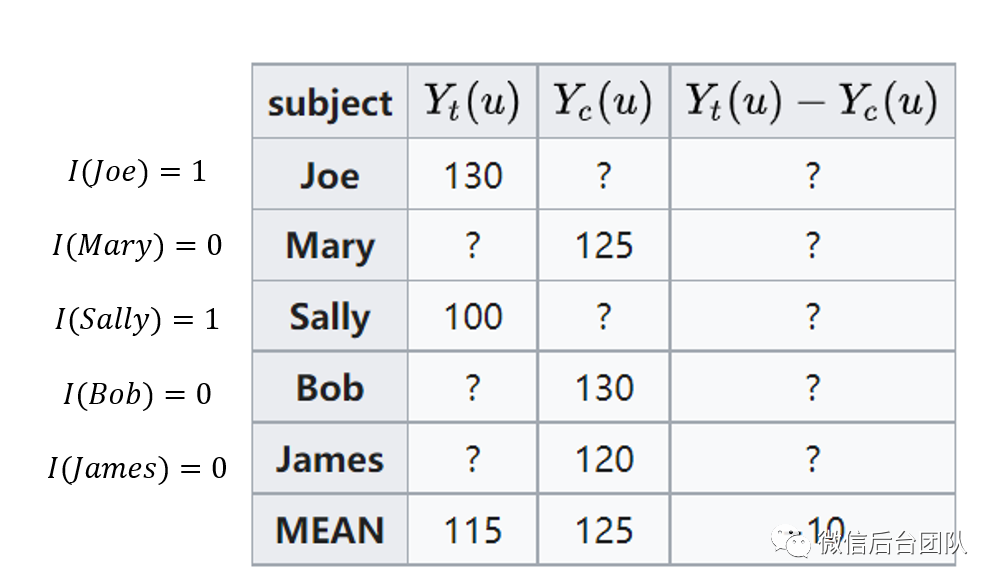 subject Y_t(u) Y_c(u) Y_t(u) − Y_c(u)
I(Joe) = 1 Joe 130 ? ?
I(Mary) = 0 Mary ? 125 ?
I(Sally) = 1 Sally 100 ? ?
I(Bob) = 0 Bob ? 130 ?
I(James) = 0 James ? 120 ?
MEAN 115 125 −10
微信后台团队